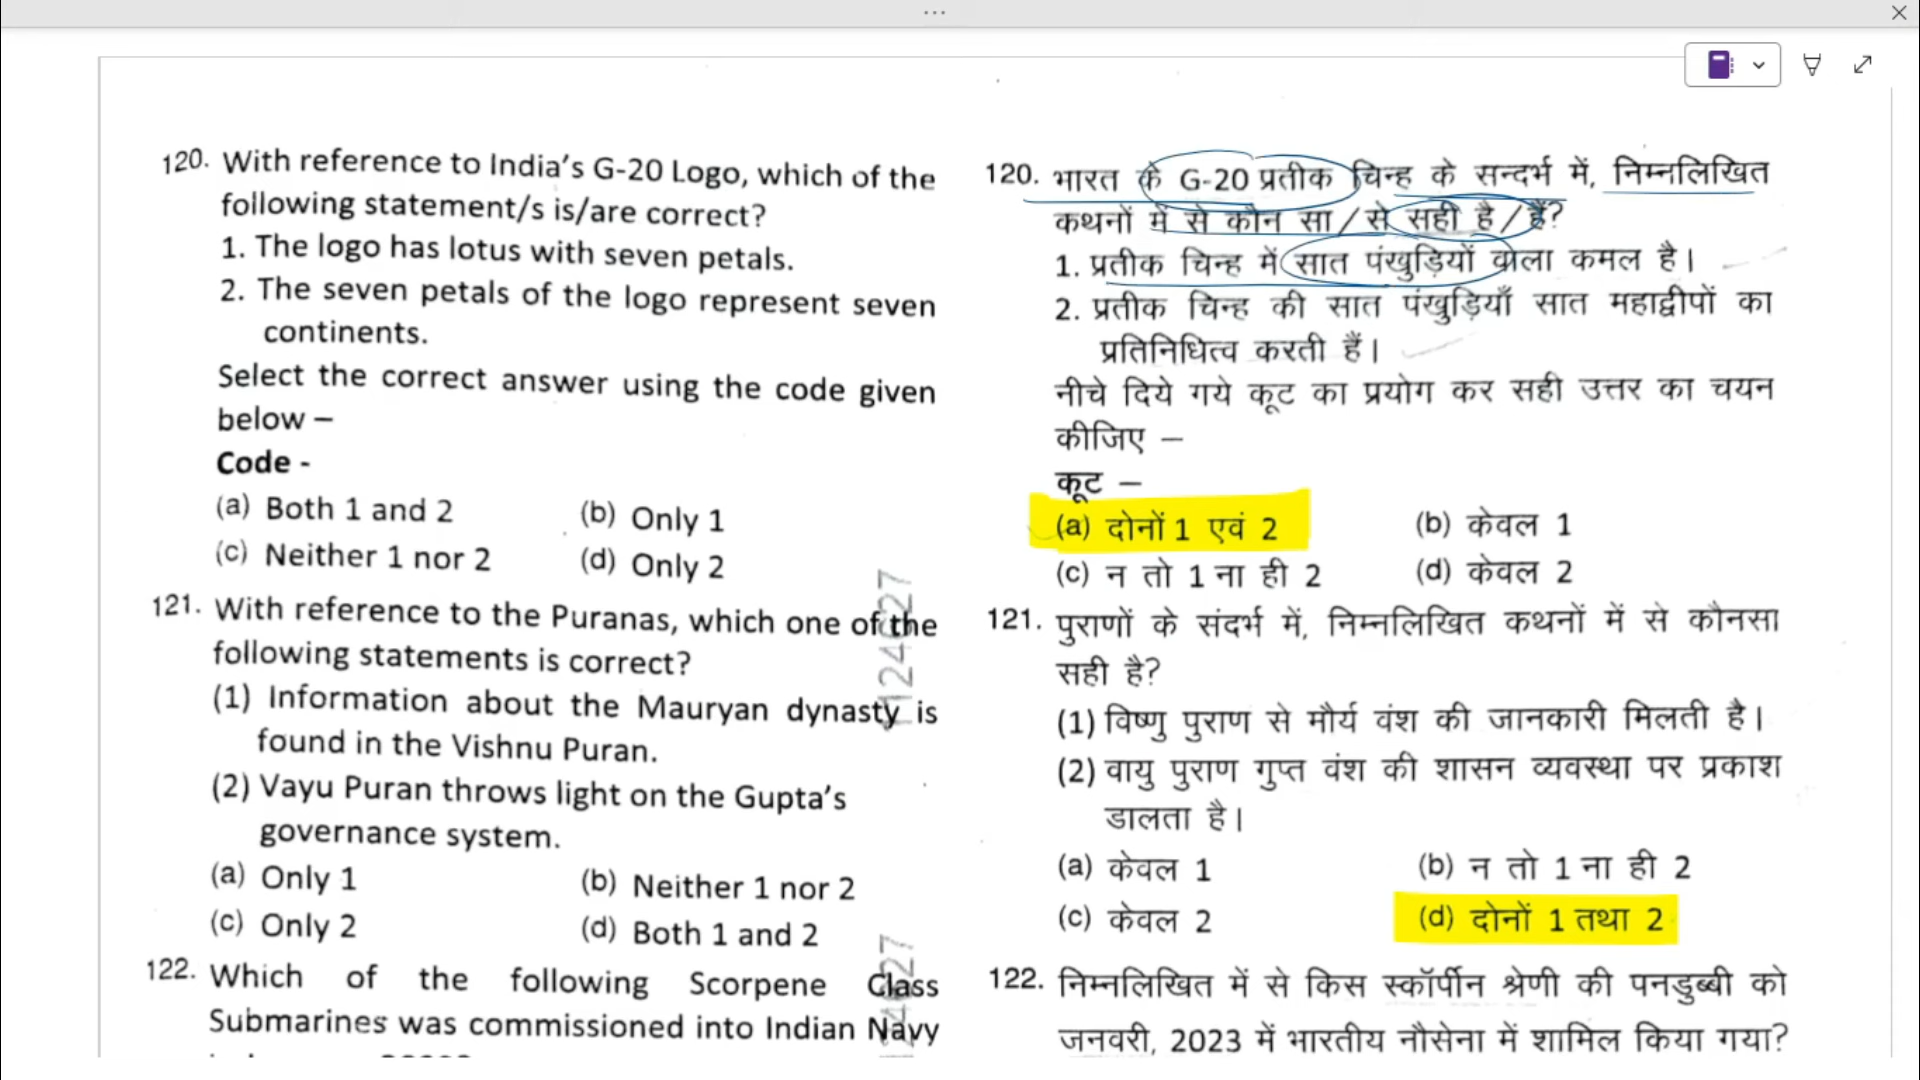 120. With reference to India's G-20 Logo, which of the
following statement/s is/are correct?
1. The logo has lotus with seven petals.
2. The seven petals of the logo represent seven
continents.
Select the correct answer using the code given
below –
Code -
(a) Both 1 and 2 (b) Only 1
(c) Neither 1 nor 2 (d) Only 2
121. With reference to the Puranas, which one of the
following statements is correct?
(1) Information about the Mauryan dynasty is
found in the Vishnu Puran.
(2) Vayu Puran throws light on the Gupta's
governance system.
(a) Only 1 (b) Neither 1 nor 2
(c) Only 2 (d) Both 1 and 2
122. Which of the following Scorpene Class
Submarines was commissioned into Indian Navy
120. भारत के G-20 प्रतीक चिन्ह के सन्दर्भ में, निम्नलिखित
कथनों में से कौन सा/से सही है/हैं?
1. प्रतीक चिन्ह में सात पंखुड़ियों वाला कमल है।
2. प्रतीक चिन्ह की सात पंखुड़ियाँ सात महाद्वीपों का
प्रतिनिधित्व करती हैं।
नीचे दिये गये कूट का प्रयोग कर सही उत्तर का चयन
कीजिए –
कूट –
(a) दोनों 1 एवं 2 (b) केवल 1
(c) न तो 1 ना ही 2 (d) केवल 2
121. पुराणों के संदर्भ में, निम्नलिखित कथनों में से कौनसा
सही है?
(1) विष्णु पुराण से मौर्य वंश की जानकारी मिलती है।
(2) वायु पुराण गुप्त वंश की शासन व्यवस्था पर प्रकाश
डालता है।
(a) केवल 1 (b) न तो 1 ना ही 2
(c) केवल 2 (d) दोनों 1 तथा 2
122. निम्नलिखित में से किस स्कॉर्पीन श्रेणी की पनडुब्बी को
जनवरी, 2023 में भारतीय नौसेना में शामिल किया गया?